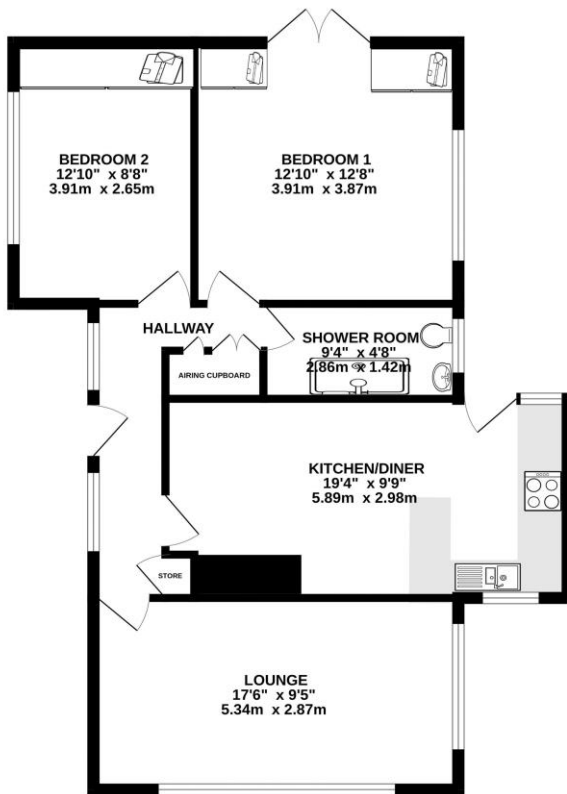 BEDROOM 2
12'10" x 8'8"
3.91m x 2.65m
BEDROOM 1
12'10" x 12'8"
3.91m x 3.87m
HALLWAY
SHOWER ROOM
9'4" x 4'8"
2.86m x 1.42m
AIRING CUPBOARD
KITCHEN/DINER
19'4" x 9'9"
5.89m x 2.98m
STORE
LOUNGE
17'6" x 9'5"
5.34m x 2.87m